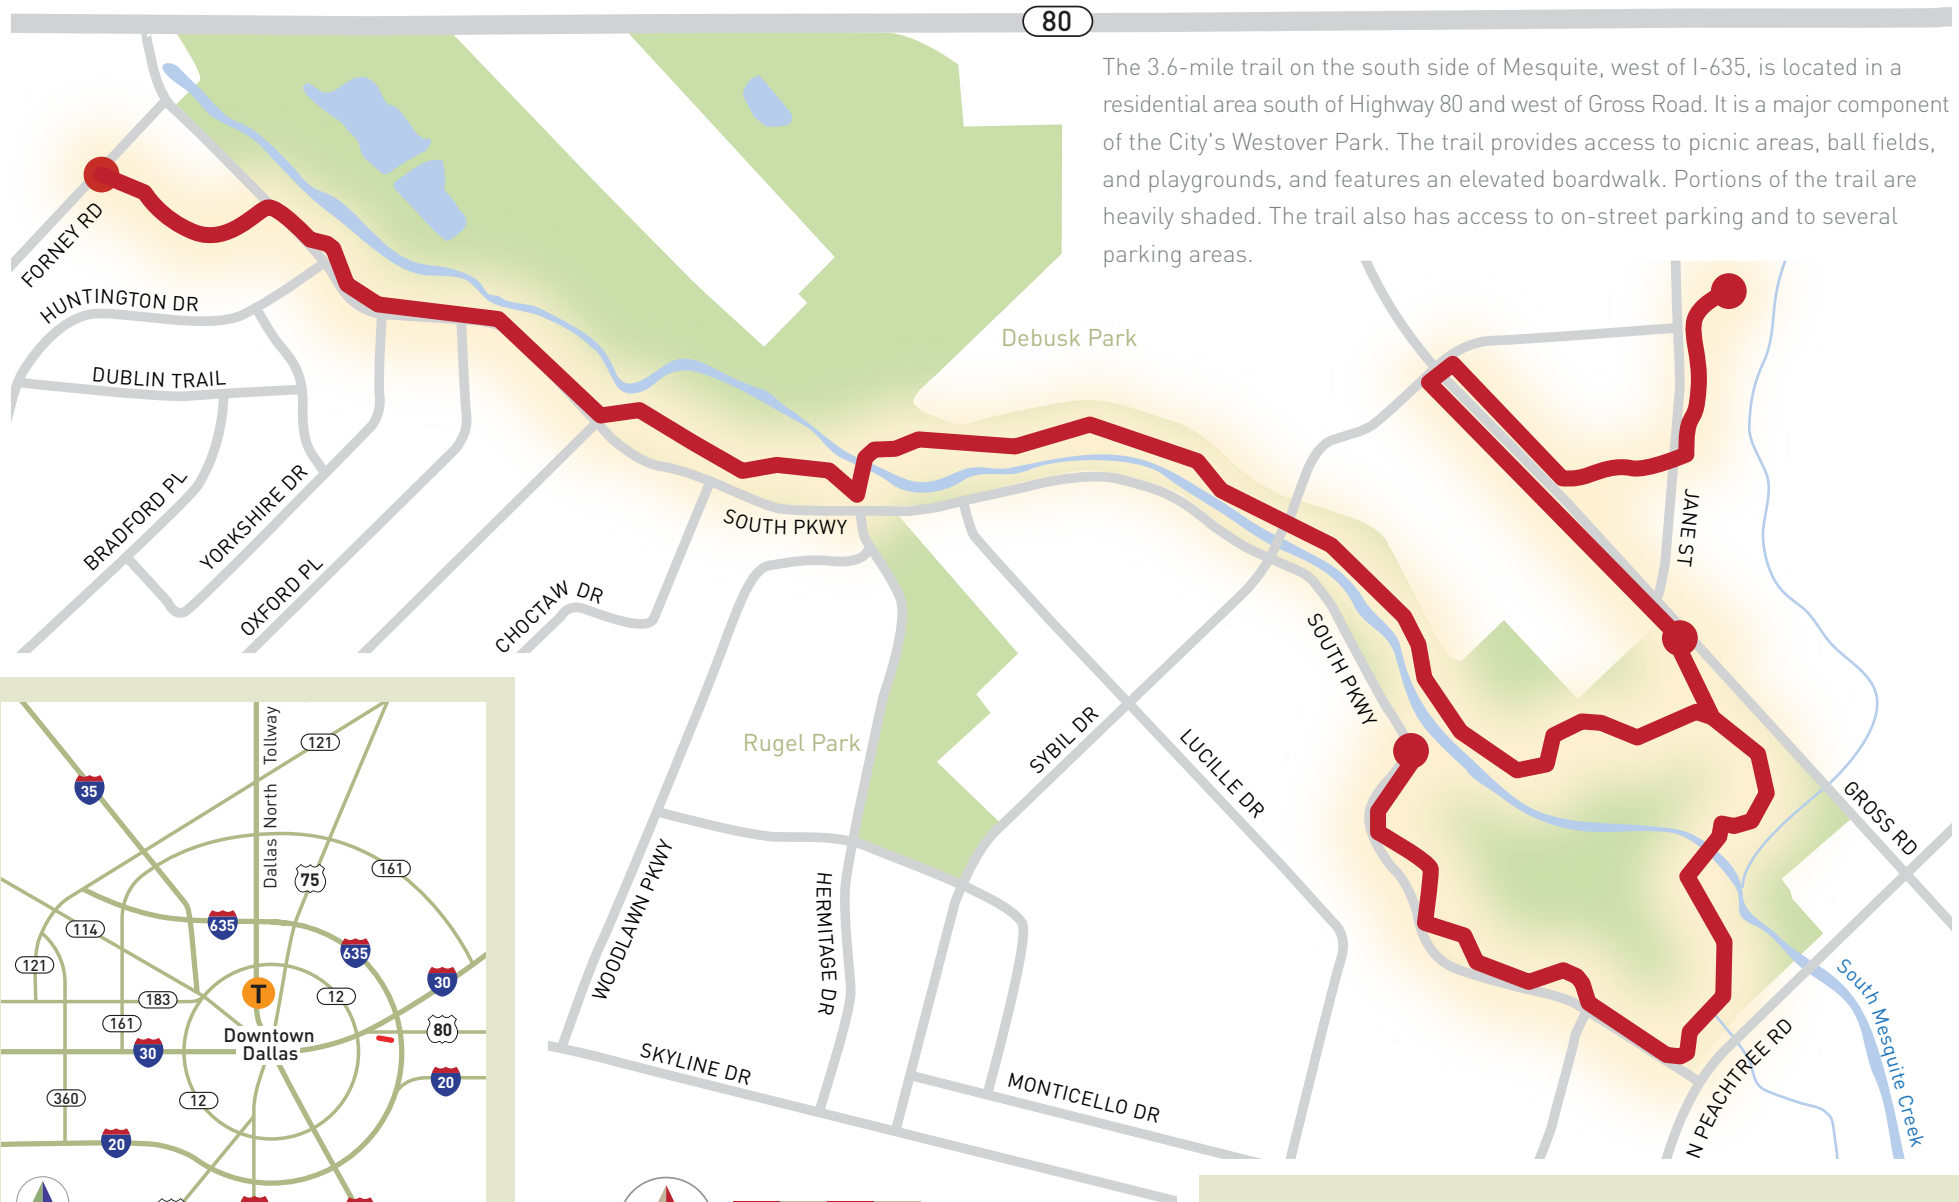 80
The 3.6-mile trail on the south side of Mesquite, west of I-635, is located in a
residential area south of Highway 80 and west of Gross Road. It is a major component
of the City's Westover Park. The trail provides access to picnic areas, ball fields,
and playgrounds, and features an elevated boardwalk. Portions of the trail are
heavily shaded. The trail also has access to on-street parking and to several
parking areas.
FORNEY RD
HUNTINGTON DR
DUBLIN TRAIL
BRADFORD PL
YORKSHIRE DR
OXFORD PL
CHOCTAW DR
SOUTH PKWY
Debusk Park
JANE ST
SOUTH PKWY
Rugel Park
SYBIL DR
LUCILLE DR
GROSS RD
WOODLAWN PKWY
HERMITAGE DR
SKYLINE DR
MONTICELLO DR
N PEACHTREE RD
South Mesquite Creek
Dallas North Tollway
121
35
75
161
635
114
635
121
30
183
T
12
161
80
Downtown
Dallas
30
20
360
12
20